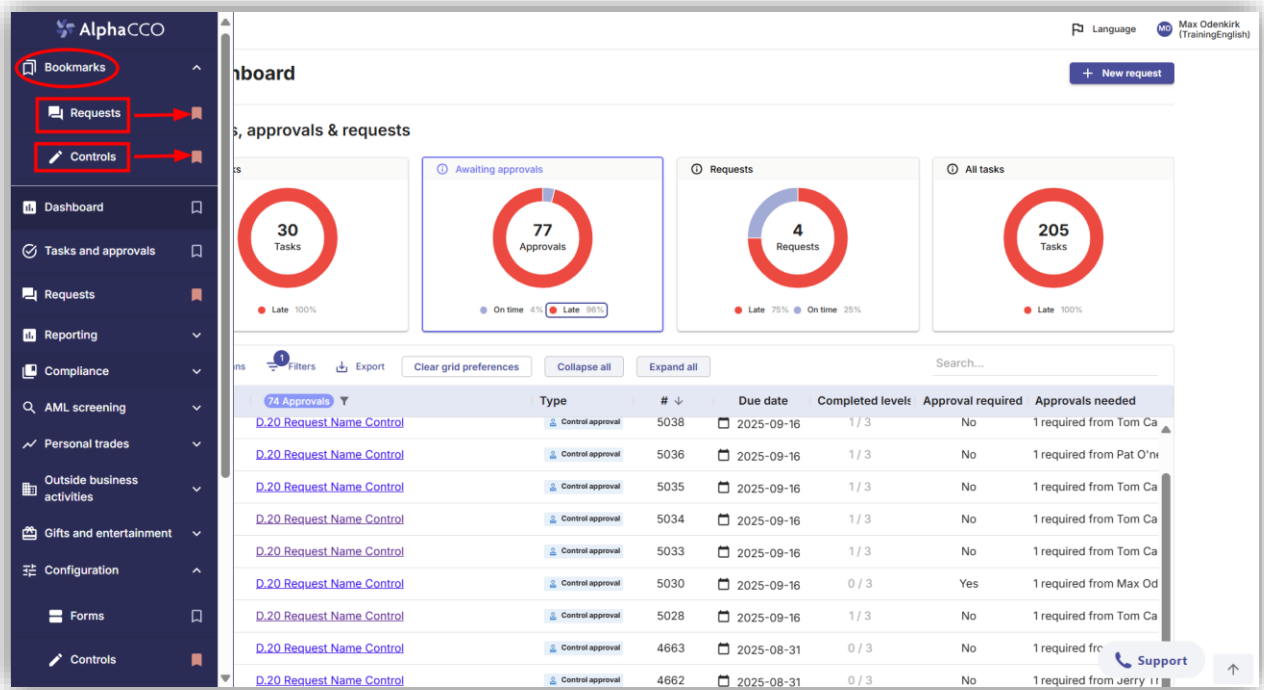 AlphaCCO
Bookmarks
Requests
Controls
Dashboard
Tasks and approvals
Requests
Reporting
Compliance
AML screening
Personal trades
Outside business
activities
Gifts and entertainment
Configuration
Forms
Controls
Language
MO
Max Odenkirk
(TrainingEnglish)
hboard
+ New request
s, approvals & requests
ks
30
Tasks
Late 100%
Awaiting approvals
77
Approvals
On time 4% Late 96%
Requests
4
Requests
Late 75% On time 25%
All tasks
205
Tasks
Late 100%
ns 1 Filters Export Clear grid preferences Collapse all Expand all Search...
74 Approvals Type # Due date Completed levels Approval required Approvals needed
D.20 Request Name Control Control approval 5038 2025-09-16 1 / 3 No 1 required from Tom Ca
D.20 Request Name Control Control approval 5036 2025-09-16 1 / 3 No 1 required from Pat O'ne
D.20 Request Name Control Control approval 5035 2025-09-16 1 / 3 No 1 required from Tom Ca
D.20 Request Name Control Control approval 5034 2025-09-16 1 / 3 No 1 required from Tom Ca
D.20 Request Name Control Control approval 5033 2025-09-16 1 / 3 No 1 required from Tom Ca
D.20 Request Name Control Control approval 5030 2025-09-16 0 / 3 Yes 1 required from Max Od
D.20 Request Name Control Control approval 5028 2025-09-16 1 / 3 No 1 required from Tom Ca
D.20 Request Name Control Control approval 4663 2025-08-31 0 / 3 No 1 required
D.20 Request Name Control Control approval 4662 2025-08-31 0 / 3 No 1 required from Jerry
Support